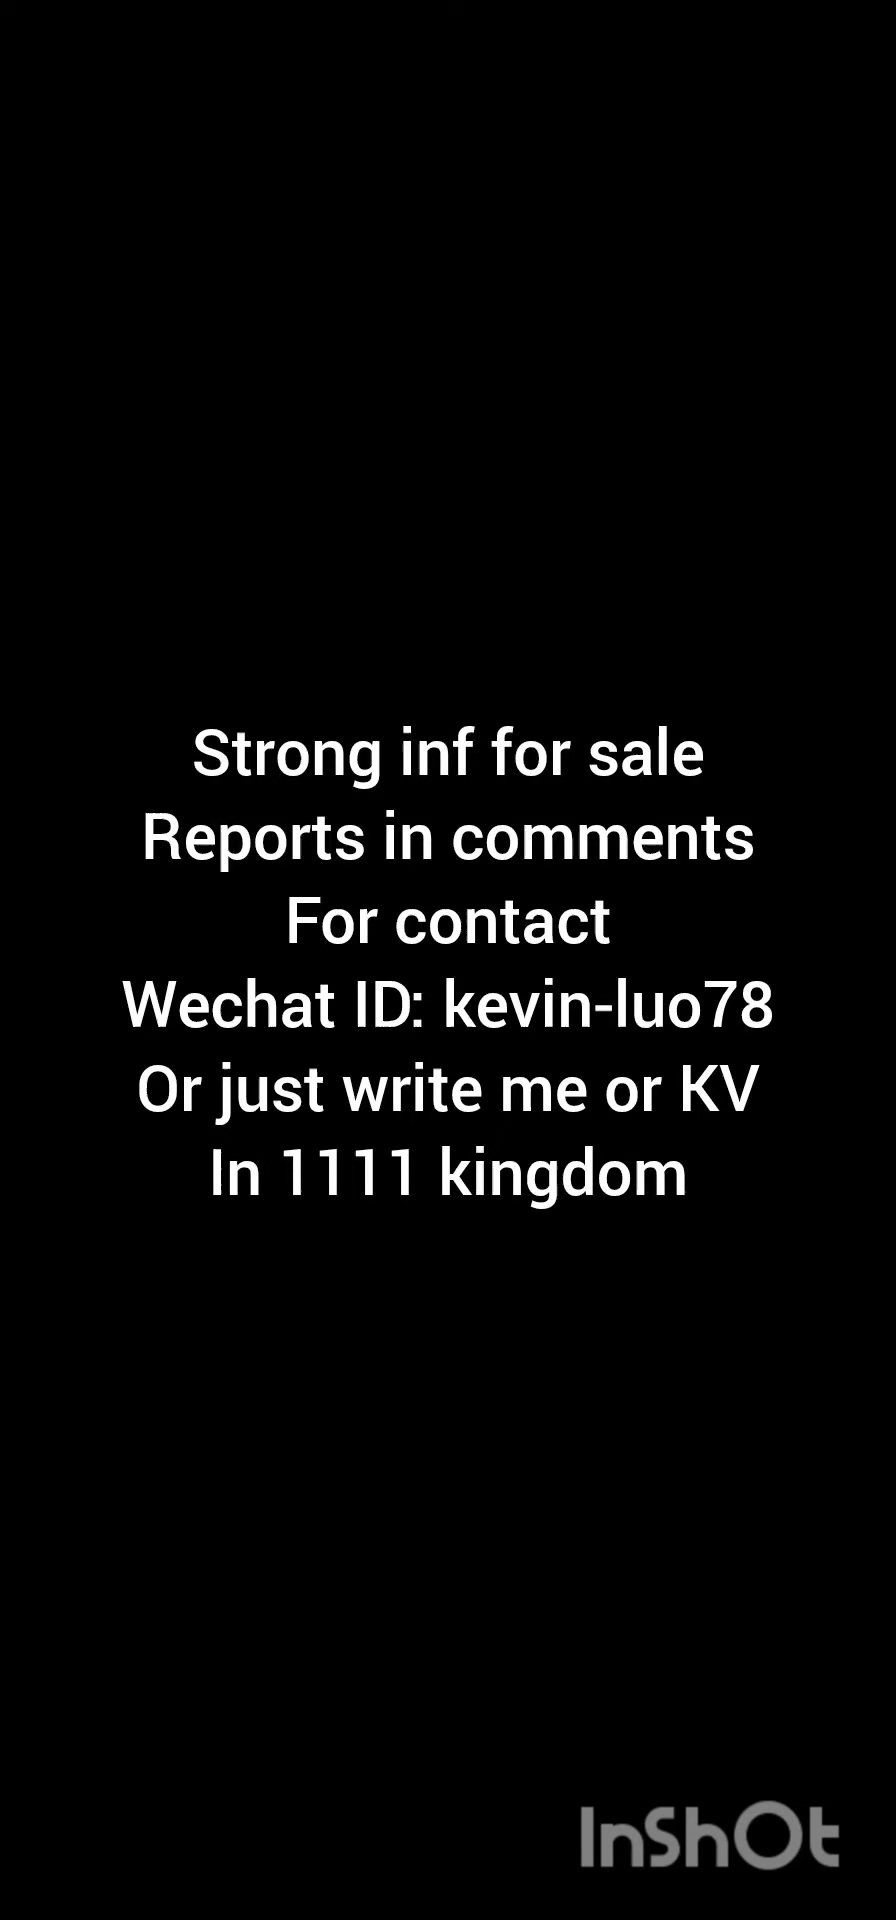 Strong inf for sale
Reports in comments
For contact
Wechat ID: kevin-luo78
Or just write me or KV
In 1111 kingdom
InShOt